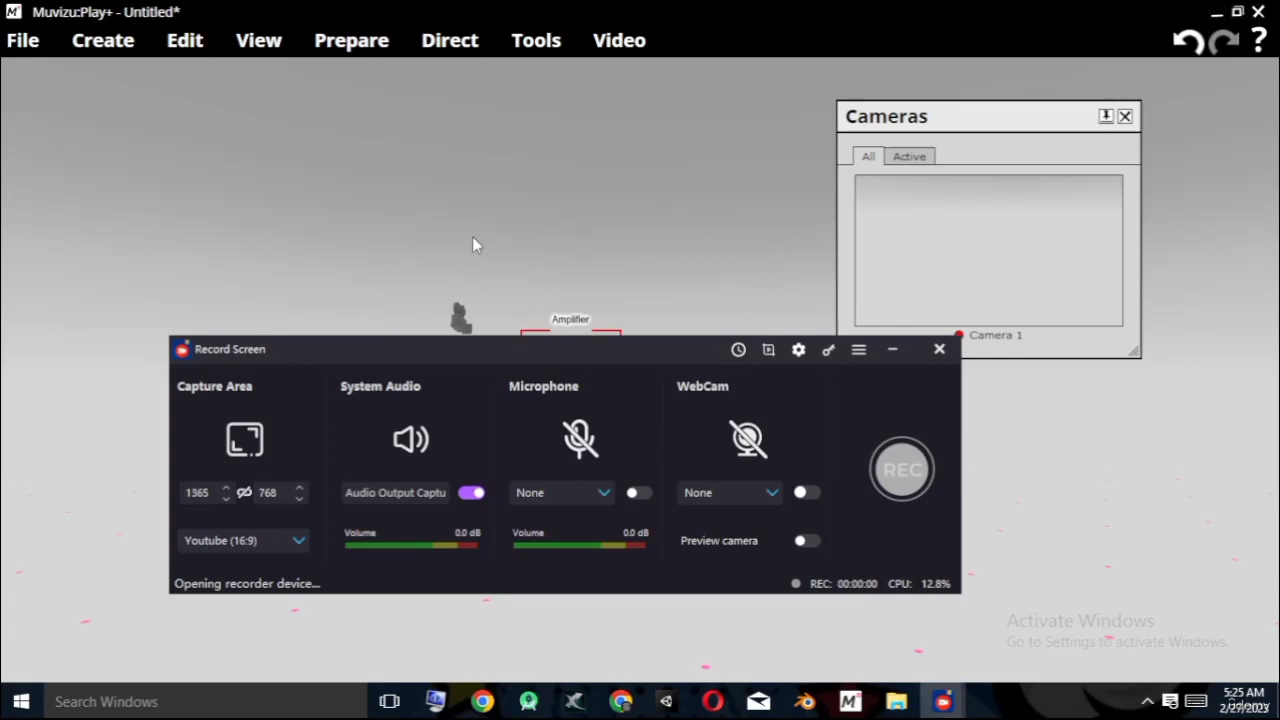 Muvizu:Play+ - Untitled*
File Create Edit View Prepare Direct Tools Video ?
Cameras
All Active
Camera 1
Amplifier
Record Screen
Capture Area System Audio Microphone WebCam
REC
1365 768 Audio Output Captu None None
Volume 0.0 dB Volume 0.0 dB
Youtube (16:9) Preview camera
Opening recorder device... REC: 00:00:00 CPU: 12.8%
Activate Windows
Go to Settings to activate Windows.
Search Windows
5:25 AM
2/27/2023